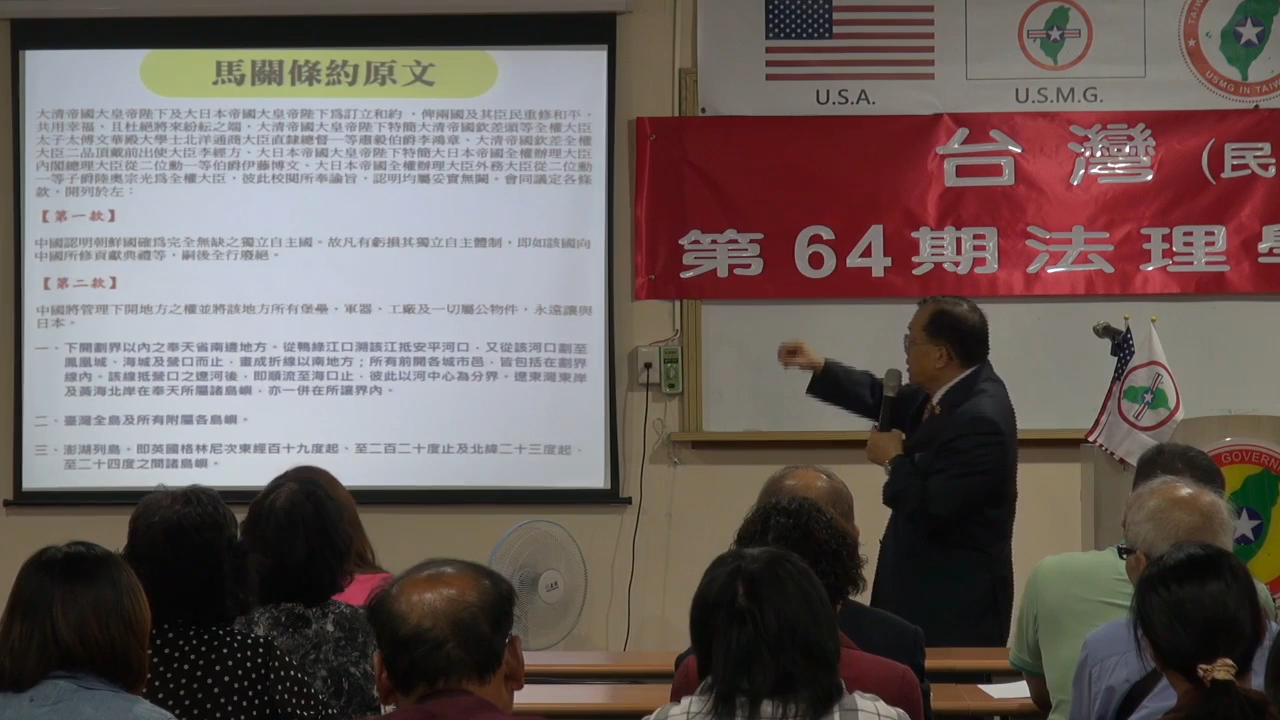 馬關條約原文
大清帝國大皇帝陛下及大日本帝國大皇帝陛下爲訂立和約，俾兩國及其臣民重修和平，
共用幸福，且杜絕將來紛紜之端，大清帝國大皇帝陛下特簡大清帝國欽差頭等全權大臣
太子太傅文華殿大學士北洋通商大臣直隸總督一等肅毅伯爵李鴻章、大清帝國欽差全權
大臣二品頂戴前出使大臣李經方、大日本帝國大皇帝陛下特簡大日本帝國全權辦理大臣
內閣總理大臣從二位勳一等伯爵伊藤博文、大日本帝國全權辦理大臣外務大臣從二位勳
一等子爵陸奧宗光爲全權大臣，彼此校閱所奉諭旨，認明均屬妥實無闕。會同議定各條
款，開列於左：
【第一款】
中國認明朝鮮國確爲完全無缺之獨立自主國。故凡有虧損其獨立自主體制，即如該國向
中國所修貢獻典禮等，嗣後全行廢絕。
【第二款】
中國將管理下開地方之權並將該地方所有堡壘、軍器、工廠及一切屬公物件，永遠讓與
日本。
一、下開劃界以內之奉天省南邊地方。從鴨綠江口溯該江抵安平河口，又從該河口劃至
鳳凰城、海城及營口而止，畫成折線以南地方；所有前開各城市邑，皆包括在劃界
線內。該線抵營口之遼河後，即順流至海口止，彼此以河中心為分界。遼東灣東岸
及黃海北岸在奉天所屬諸島嶼，亦一併在所讓界內。
二、臺灣全島及所有附屬各島嶼。
三、澎湖列島。即英國格林尼次東經百十九度起、至二百二十度止及北緯二十三度起、
至二十四度之間諸島嶼。
U.S.A.
U.S.M.G.
USMG IN TAIW
台灣(民
第64期法理學
GOVERN